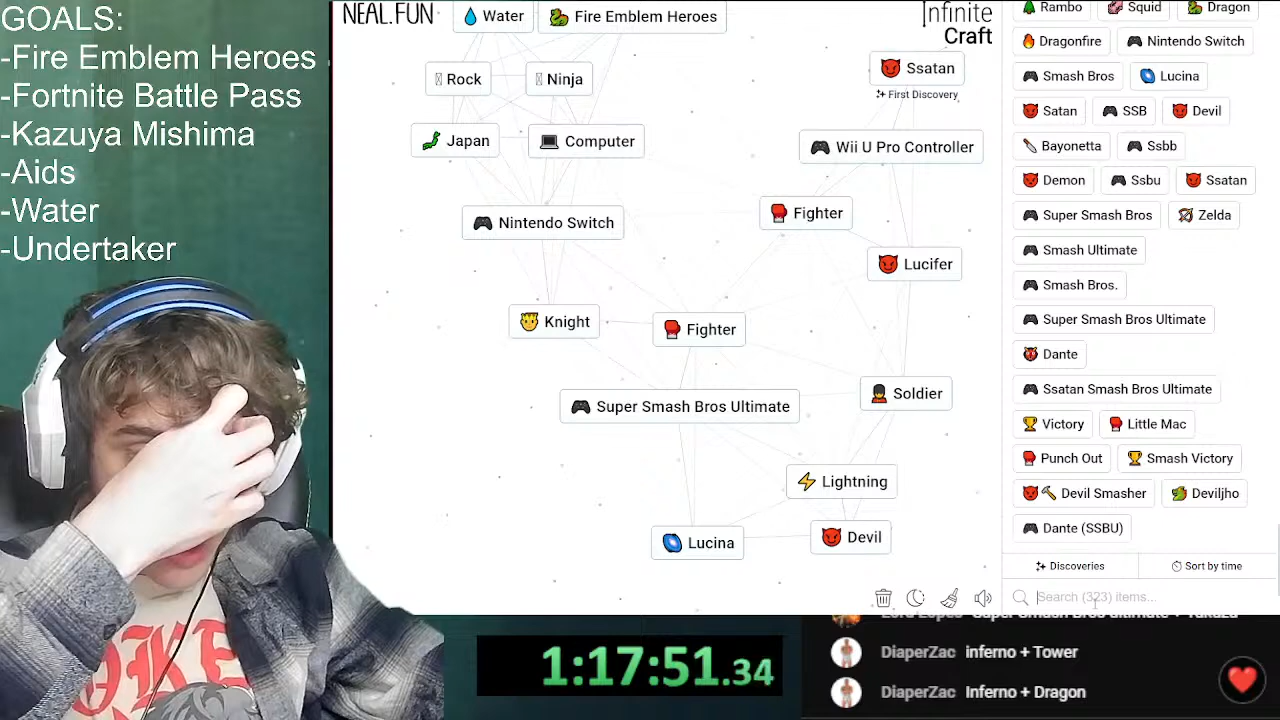 GOALS:
-Fire Emblem Heroes
-Fortnite Battle Pass
-Kazuya Mishima
-Aids
-Water
-Undertaker
NEAL.FUN
Water
Fire Emblem Heroes
Infinite
Craft
Rock
Ninja
Ssatan
First Discovery
Japan
Computer
Wii U Pro Controller
Nintendo Switch
Fighter
Lucifer
Knight
Fighter
Super Smash Bros Ultimate
Soldier
Lightning
Lucina
Devil
Rambo
Squid
Dragon
Dragonfire
Nintendo Switch
Smash Bros
Lucina
Satan
SSB
Devil
Bayonetta
Ssbb
Demon
Ssbu
Ssatan
Super Smash Bros
Zelda
Smash Ultimate
Smash Bros.
Super Smash Bros Ultimate
Dante
Ssatan Smash Bros Ultimate
Victory
Little Mac
Punch Out
Smash Victory
Devil Smasher
Deviljho
Dante (SSBU)
Discoveries
Sort by time
Search (323) items...
1:17:51.34
DiaperZac inferno + Tower
DiaperZac Inferno + Dragon